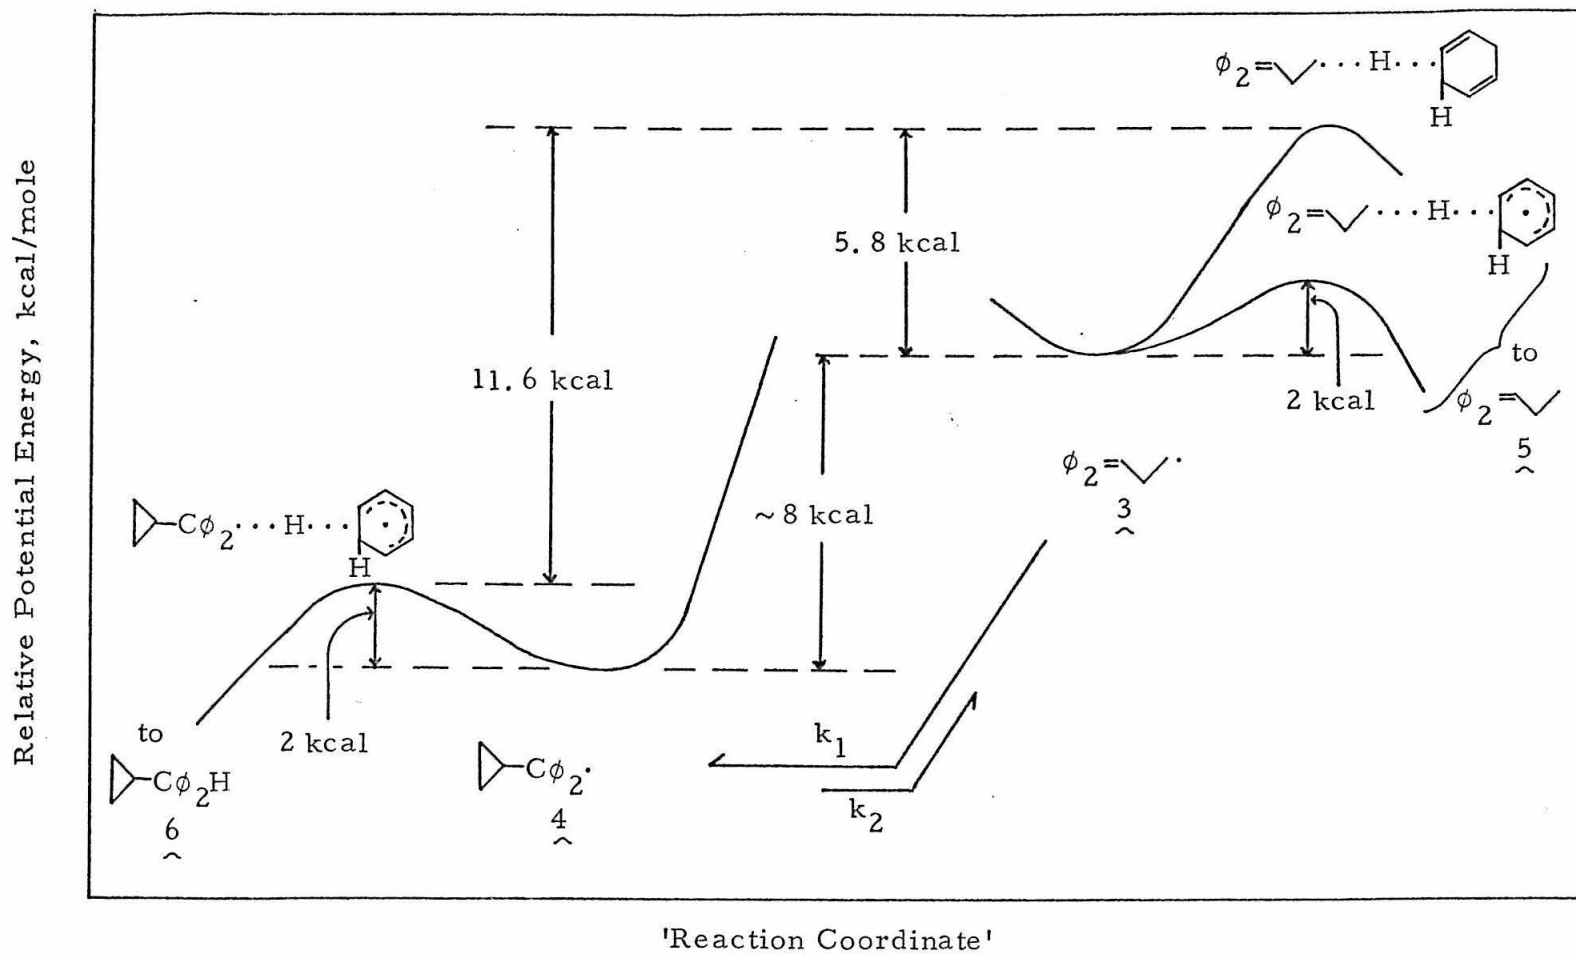 Relative Potential Energy, kcal/mole
ϕ2= ··· H ···
H
5.8 kcal
ϕ2= ··· H ···
H
11.6 kcal
to
2 kcal
ϕ2=
5
ϕ2= ·
3
~8 kcal
Cϕ2 ··· H ···
H
to
2 kcal
k1
Cϕ2H
Cϕ2·
k2
6
4
'Reaction Coordinate'